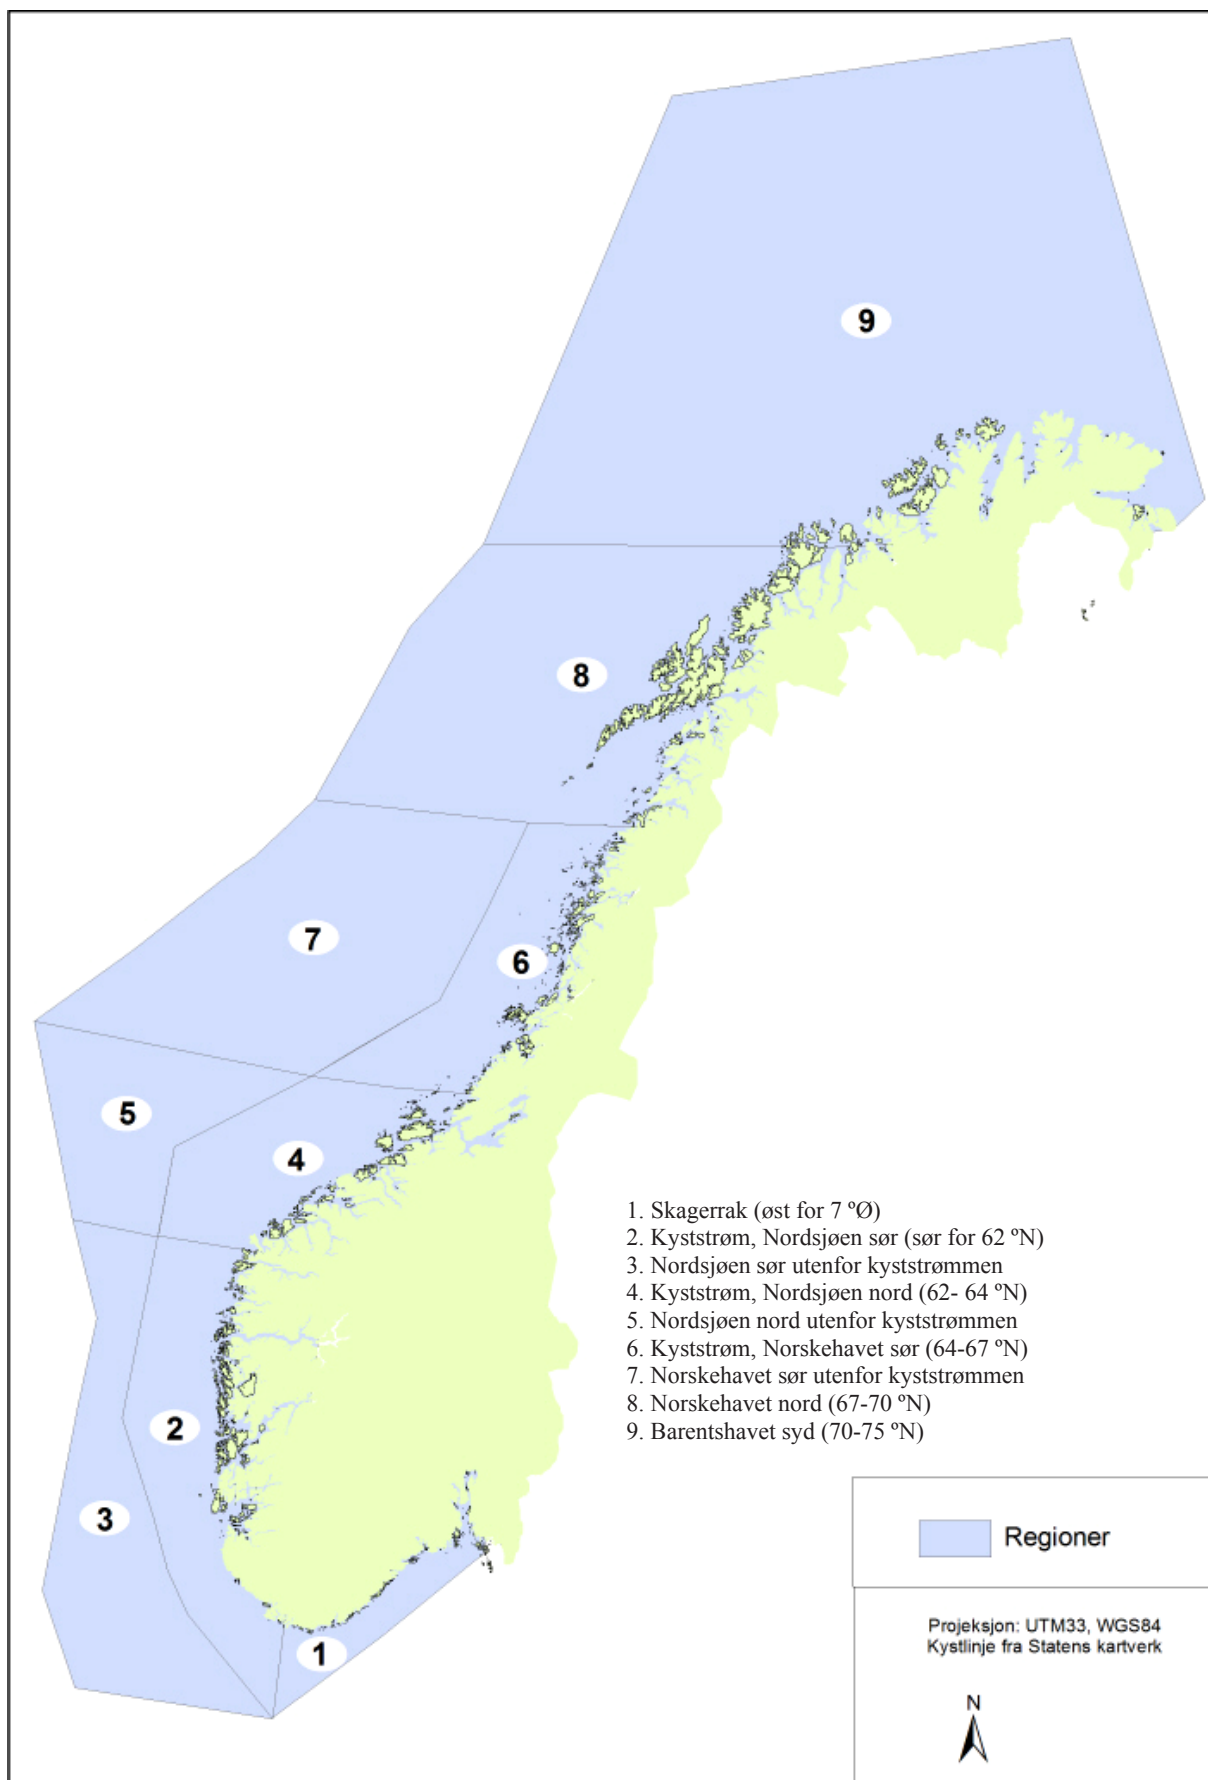 9
8
7
6
5
4
2
3
1
1. Skagerrak (øst for 7 ºØ)
2. Kyststrøm, Nordsjøen sør (sør for 62 ºN)
3. Nordsjøen sør utenfor kyststrømmen
4. Kyststrøm, Nordsjøen nord (62- 64 ºN)
5. Nordsjøen nord utenfor kyststrømmen
6. Kyststrøm, Norskehavet sør (64-67 ºN)
7. Norskehavet sør utenfor kyststrømmen
8. Norskehavet nord (67-70 ºN)
9. Barentshavet syd (70-75 ºN)
Regioner
Projeksjon: UTM33, WGS84
Kystlinje fra Statens kartverk
N